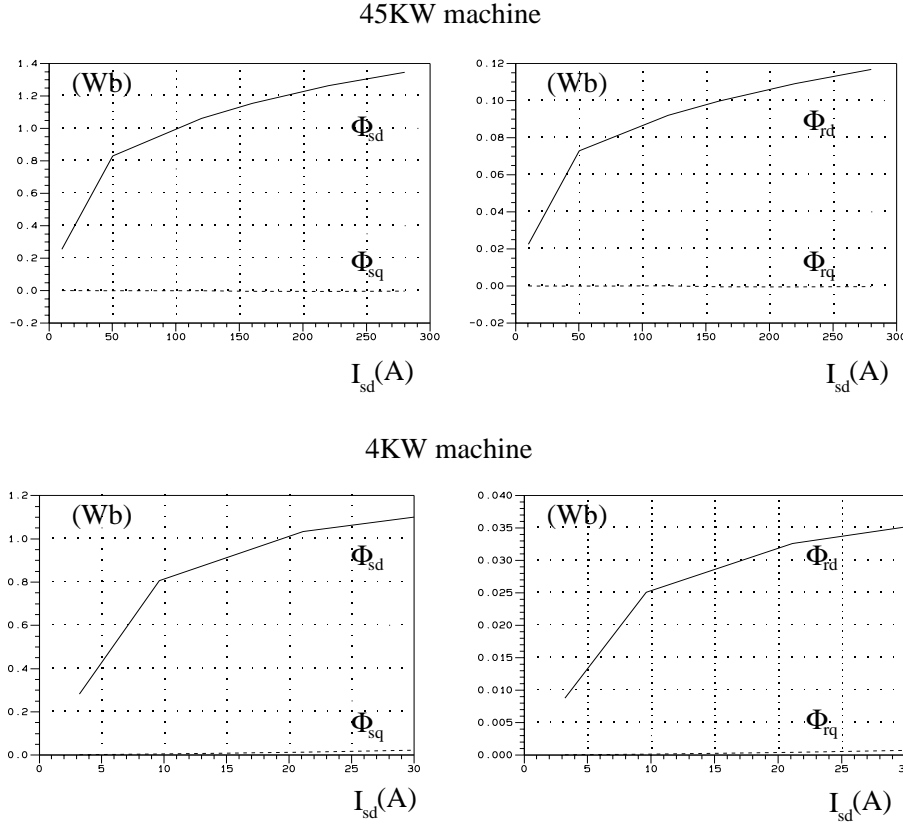 45KW machine
(Wb)
Φsd
Φsq
1.4
1.2
1.0
0.8
0.6
0.4
0.2
0.0
-0.2
0 50 100 150 200 250 300
Isd(A)
(Wb)
Φrd
Φrq
0.12
0.10
0.08
0.06
0.04
0.02
0.00
-0.02
0 50 100 150 200 250 300
Isd(A)
4KW machine
(Wb)
Φsd
Φsq
1.2
1.0
0.8
0.6
0.4
0.2
0.0
0 5 10 15 20 25 30
Isd(A)
(Wb)
Φrd
Φrq
0.040
0.035
0.030
0.025
0.020
0.015
0.010
0.005
0.000
0 5 10 15 20 25 30
Isd(A)